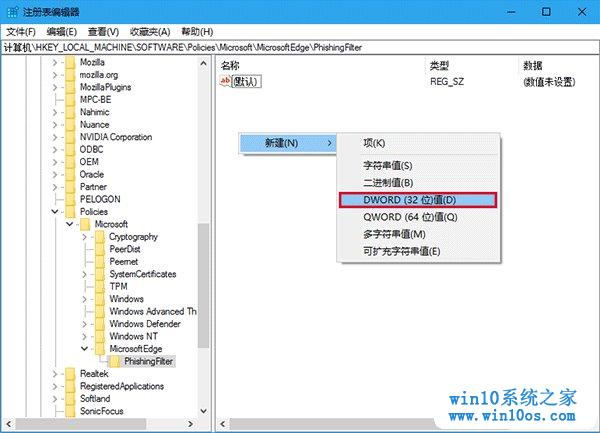 注册表编辑器
文件(F) 编辑(E) 查看(V) 收藏夹(A) 帮助(H)
计算机\HKEY_LOCAL_MACHINE\SOFTWARE\Policies\Microsoft\MicrosoftEdge\PhishingFilter
Mozilla
mozilla.org
MozillaPlugins
MPC-BE
Nahimic
Nuance
NVIDIA Corporation
ODBC
OEM
Oracle
Partner
PELOGON
Policies
Microsoft
Cryptography
PeerDist
Peernet
SystemCertificates
TPM
Windows
Windows Advanced Th
Windows Defender
Windows NT
MicrosoftEdge
PhishingFilter
Realtek
RegisteredApplications
Softland
SonicFocus
名称 类型 数据
ab (默认) REG_SZ (数值未设置)
新建(N)
项(K)
字符串值(S)
二进制值(B)
DWORD (32 位)值(D)
QWORD (64 位)值(Q)
多字符串值(M)
可扩充字符串值(E)
win10系统之家
www.win10os.com